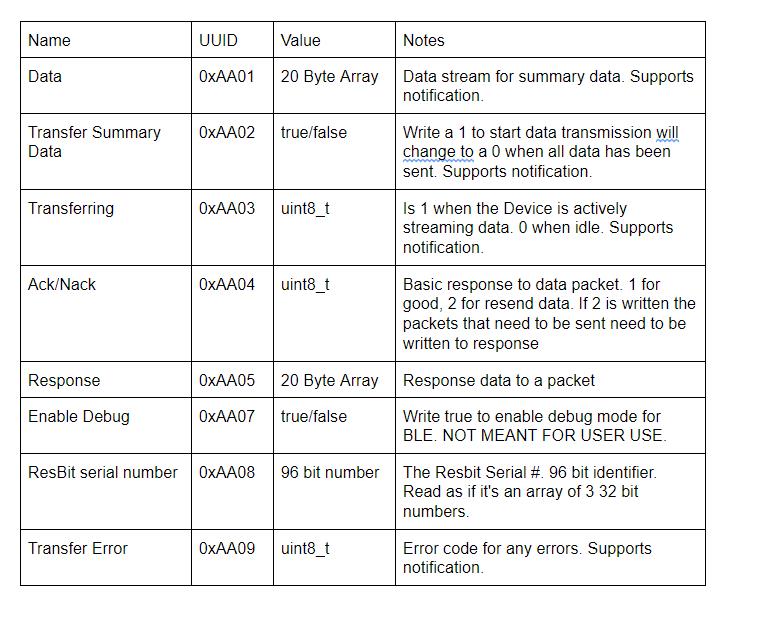 Name UUID Value Notes
Data 0xAA01 20 Byte Array Data stream for summary data. Supports
notification.
Transfer Summary 0xAA02 true/false Write a 1 to start data transmission will
Data change to a 0 when all data has been
sent. Supports notification.
Transferring 0xAA03 uint8_t Is 1 when the Device is actively
streaming data. 0 when idle. Supports
notification.
Ack/Nack 0xAA04 uint8_t Basic response to data packet. 1 for
good, 2 for resend data. If 2 is written the
packets that need to be sent need to be
written to response
Response 0xAA05 20 Byte Array Response data to a packet
Enable Debug 0xAA07 true/false Write true to enable debug mode for
BLE. NOT MEANT FOR USER USE.
ResBit serial number 0xAA08 96 bit number The Resbit Serial #. 96 bit identifier.
Read as if it's an array of 3 32 bit
numbers.
Transfer Error 0xAA09 uint8_t Error code for any errors. Supports
notification.